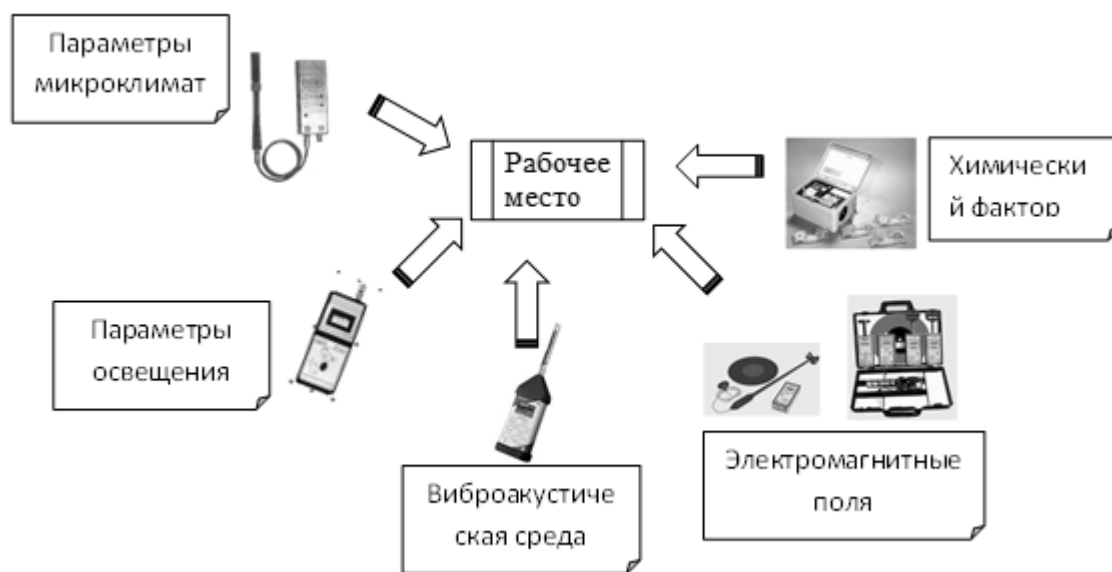 Параметры
микроклимат
Рабочее
место
Химически
й фактор
Параметры
освещения
Виброакустиче
ская среда
Электромагнитные
поля